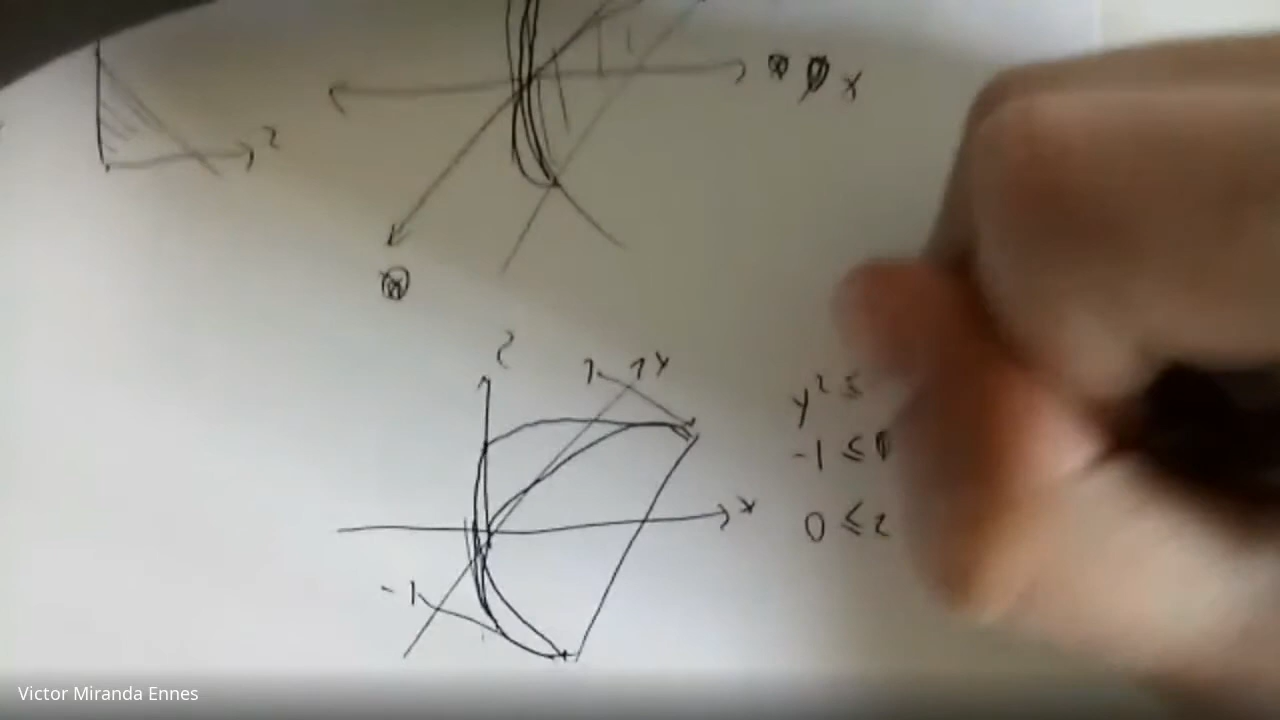 z
x
z
1 y
x
-1
y² ≤
-1 ≤
0 ≤ z
Victor Miranda Ennes